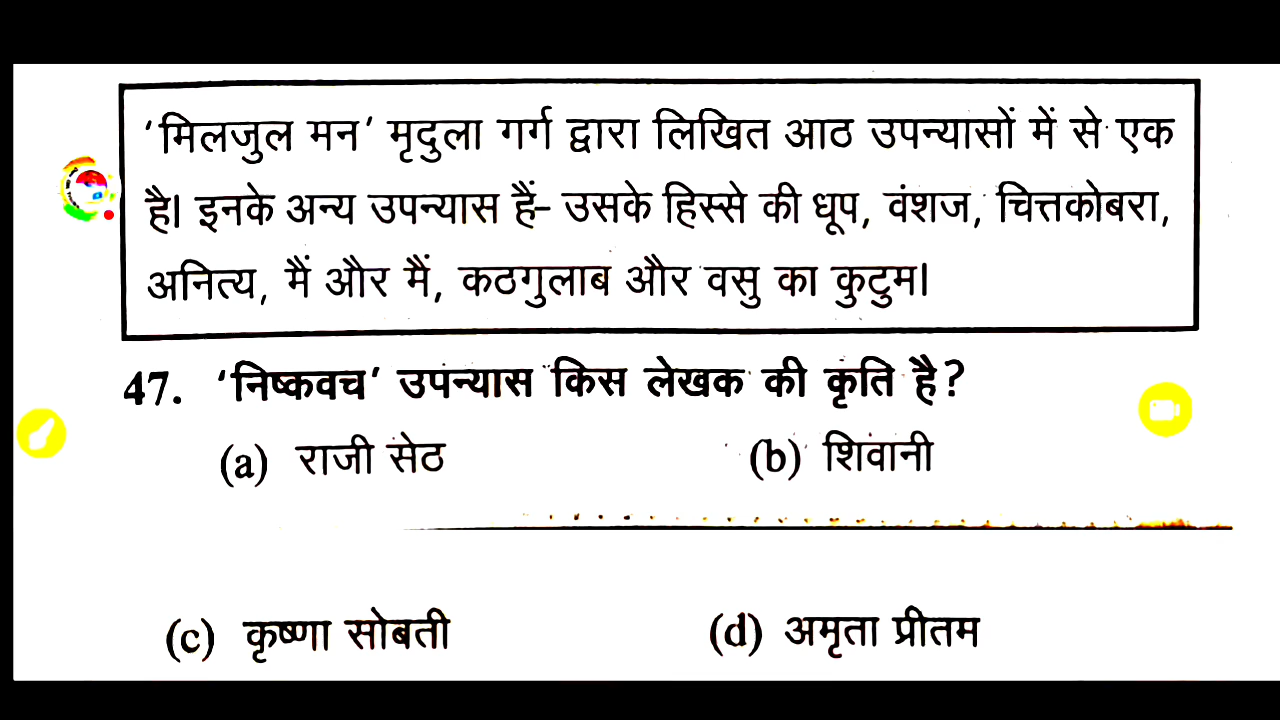 ‘मिलजुल मन’ मृदुला गर्ग द्वारा लिखित आठ उपन्यासों में से एक
है। इनके अन्य उपन्यास हैं- उसके हिस्से की धूप, वंशज, चित्तकोबरा,
अनित्य, मैं और मैं, कठगुलाब और वसु का कुटुम।
47. ‘निष्कवच’ उपन्यास किस लेखक की कृति है?
(a) राजी सेठ (b) शिवानी
(c) कृष्णा सोबती (d) अमृता प्रीतम